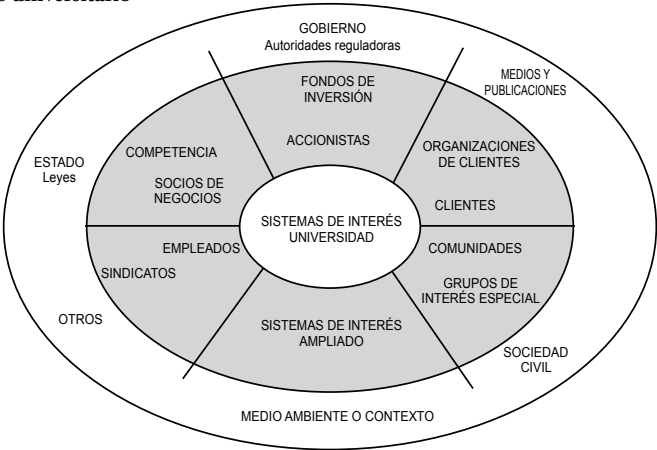 GOBIERNO
Autoridades reguladoras
MEDIOS Y
PUBLICACIONES
FONDOS DE
INVERSIÓN
ACCIONISTAS
COMPETENCIA
ORGANIZACIONES
DE CLIENTES
ESTADO
Leyes
SOCIOS DE
NEGOCIOS
CLIENTES
SISTEMAS DE INTERÉS
UNIVERSIDAD
EMPLEADOS
COMUNIDADES
SINDICATOS
GRUPOS DE
INTERÉS ESPECIAL
OTROS
SISTEMAS DE INTERÉS
AMPLIADO
SOCIEDAD
CIVIL
MEDIO AMBIENTE O CONTEXTO